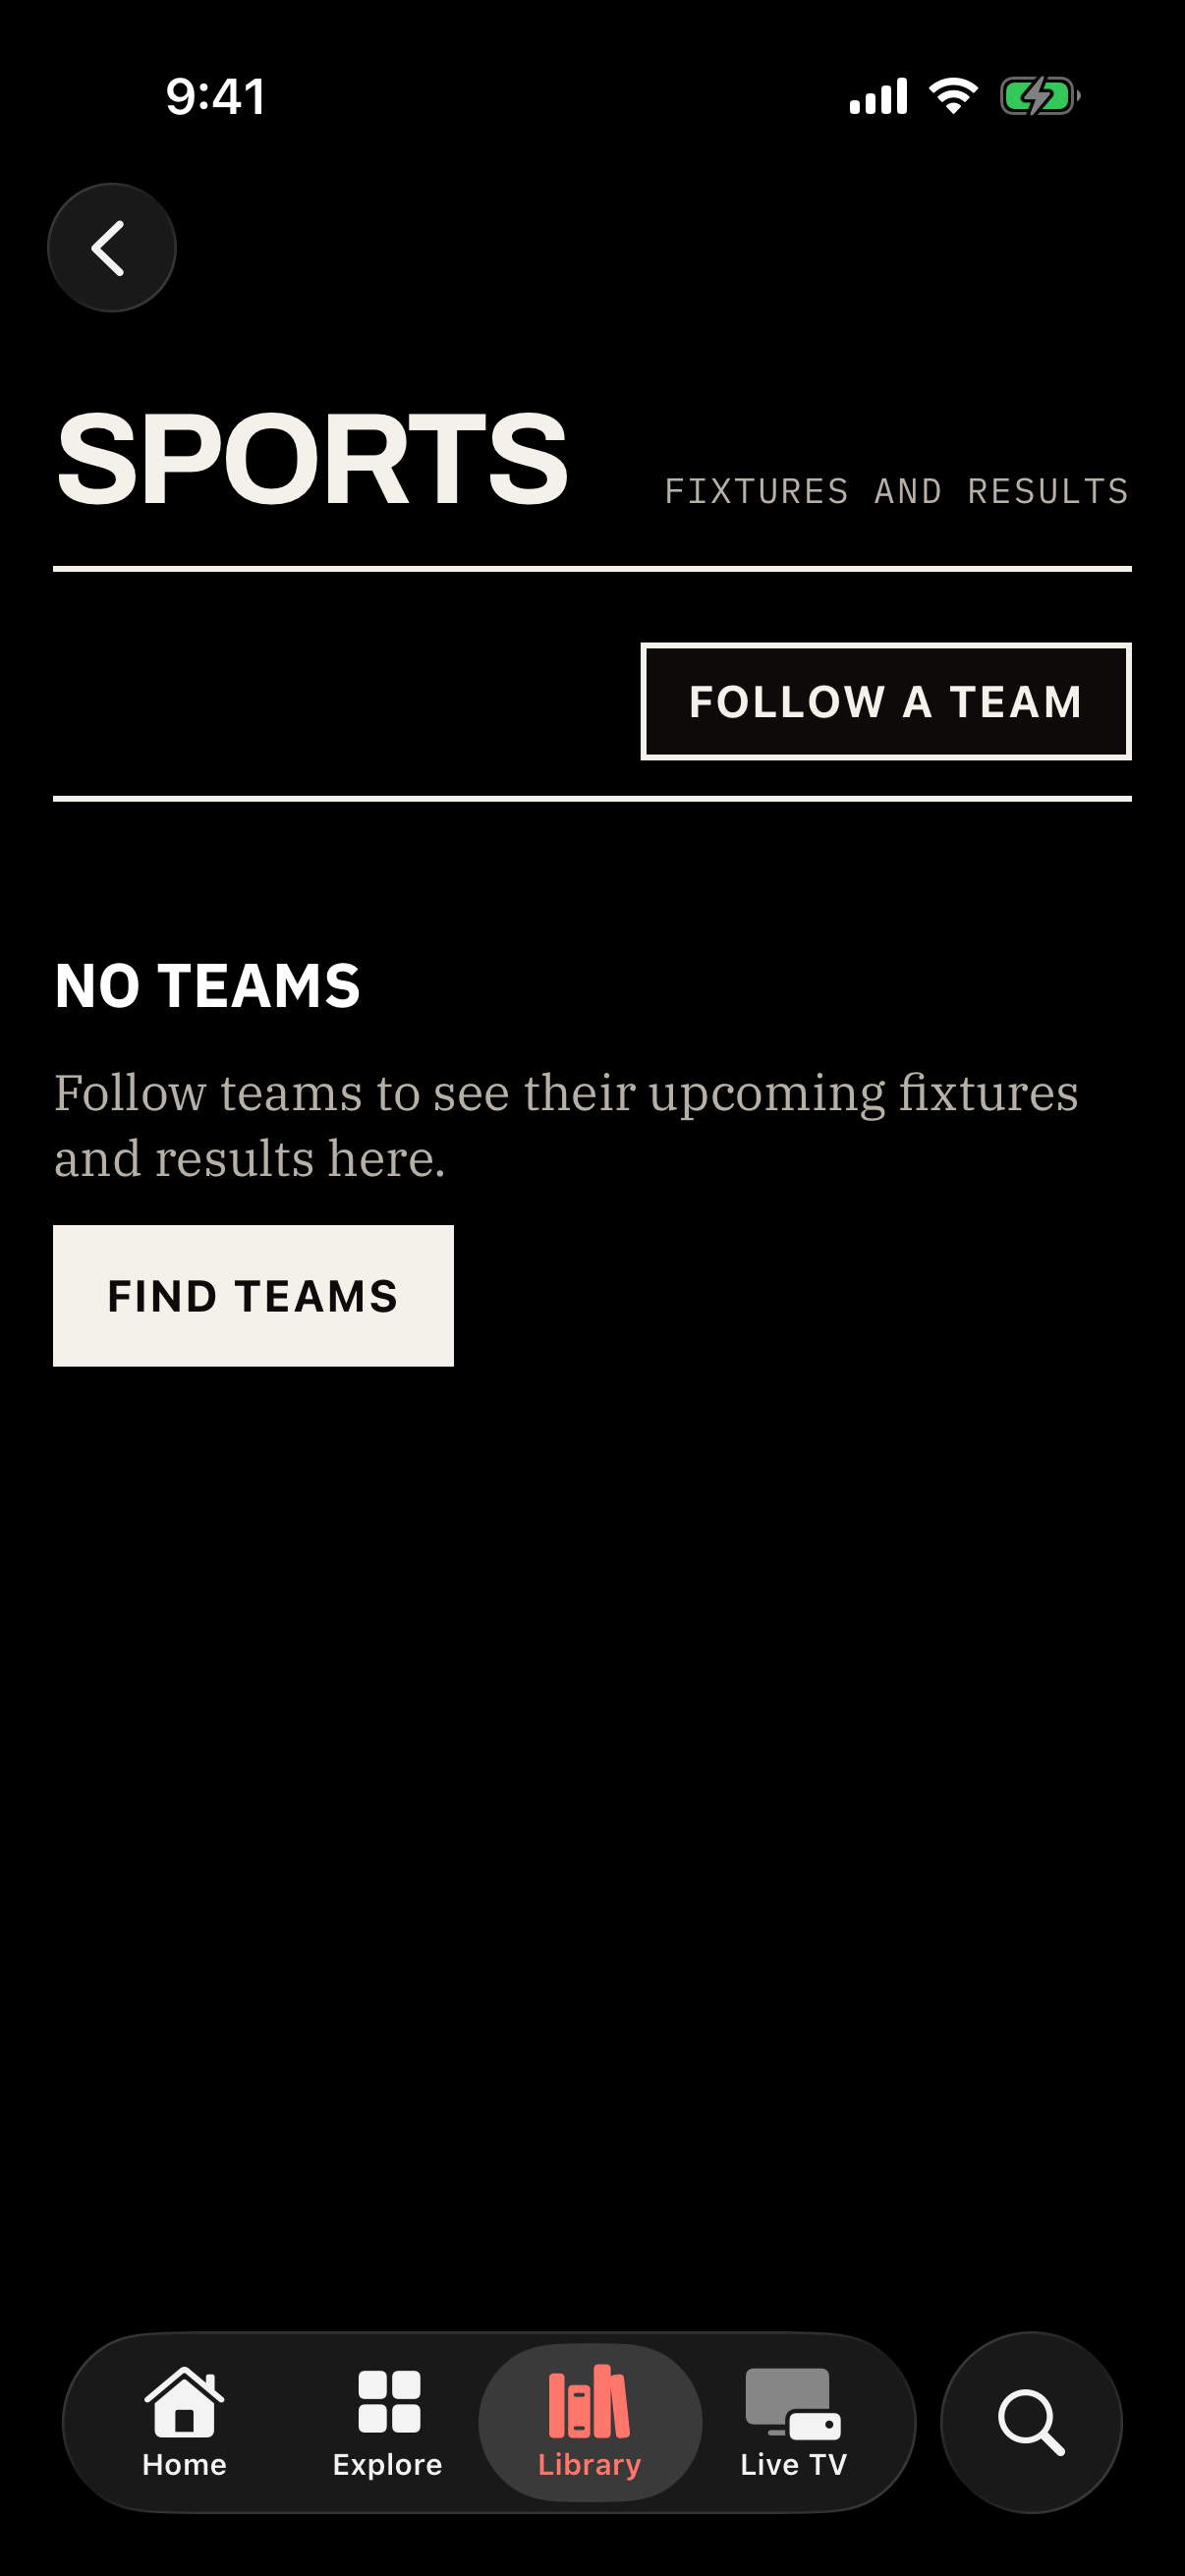 9:41
SPORTS
FIXTURES AND RESULTS
FOLLOW A TEAM
NO TEAMS
Follow teams to see their upcoming fixtures
and results here.
FIND TEAMS
Home
Explore
Library
Live TV